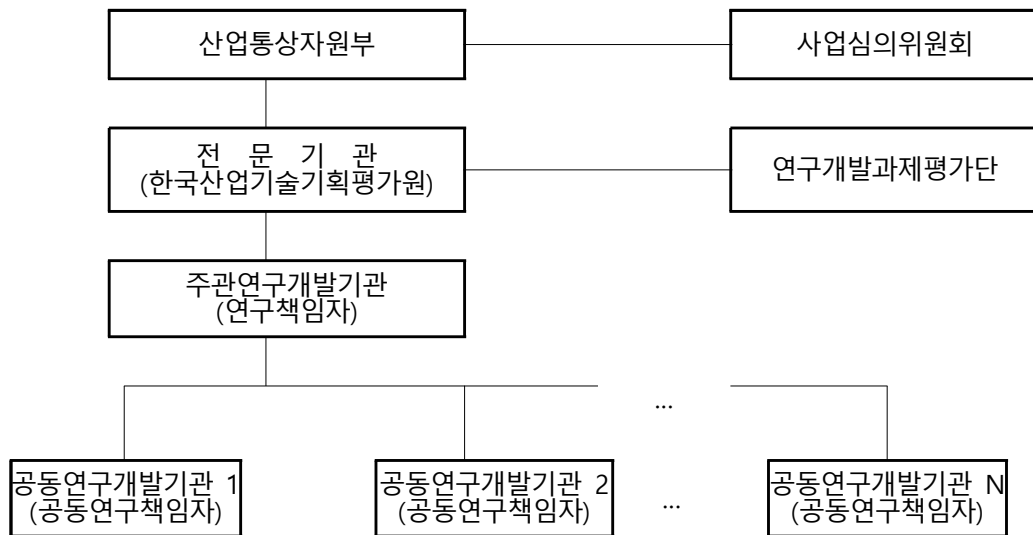 산업통상자원부
사업심의위원회
전 문 기 관
(한국산업기술기획평가원)
연구개발과제평가단
주관연구개발기관
(연구책임자)
...
공동연구개발기관 1
(공동연구책임자)
공동연구개발기관 2
(공동연구책임자)
...
공동연구개발기관 N
(공동연구책임자)